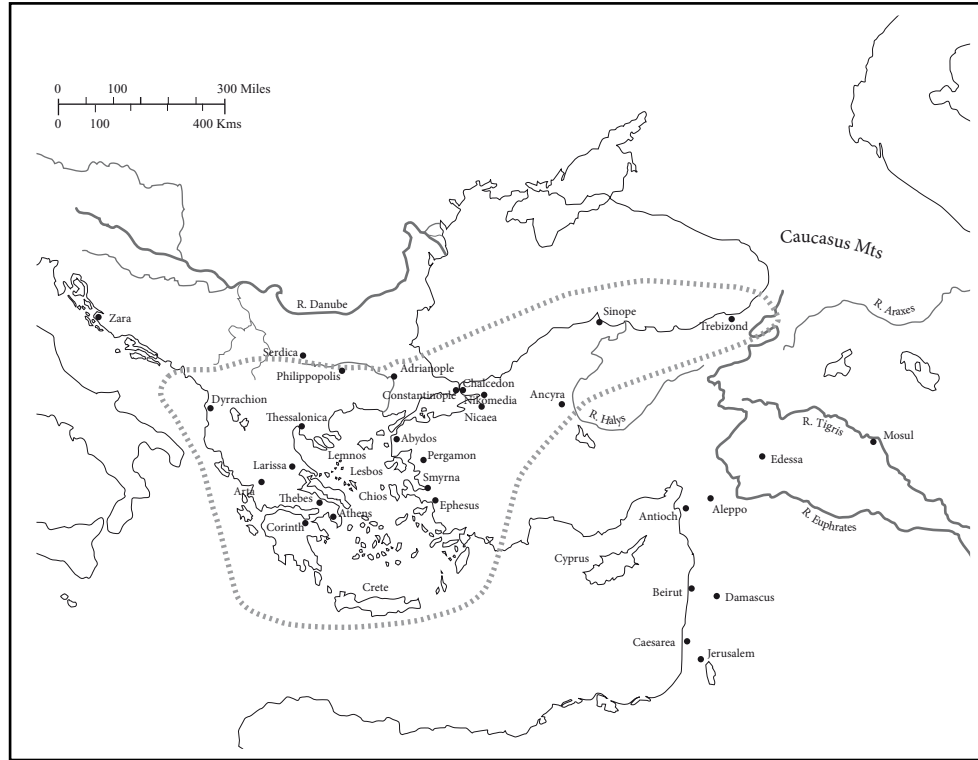 0 100 300 Miles
0 100 400 Kms
Caucasus Mts
R. Danube
R. Araxes
Zara
Sinope
Trebizond
Serdica
Philippopolis
Adrianople
Chalcedon
Constantinople
Nikomedia
Nicaea
Ancyra
R. Halys
Dyrrachion
Thessalonica
Abydos
R. Tigris
Mosul
Lemnos
Pergamon
Edessa
Larissa
Lesbos
Smyrna
Arta
Thebes
Chios
Ephesus
Athens
Corinth
Antioch
Aleppo
R. Euphrates
Cyprus
Crete
Beirut
Damascus
Caesarea
Jerusalem